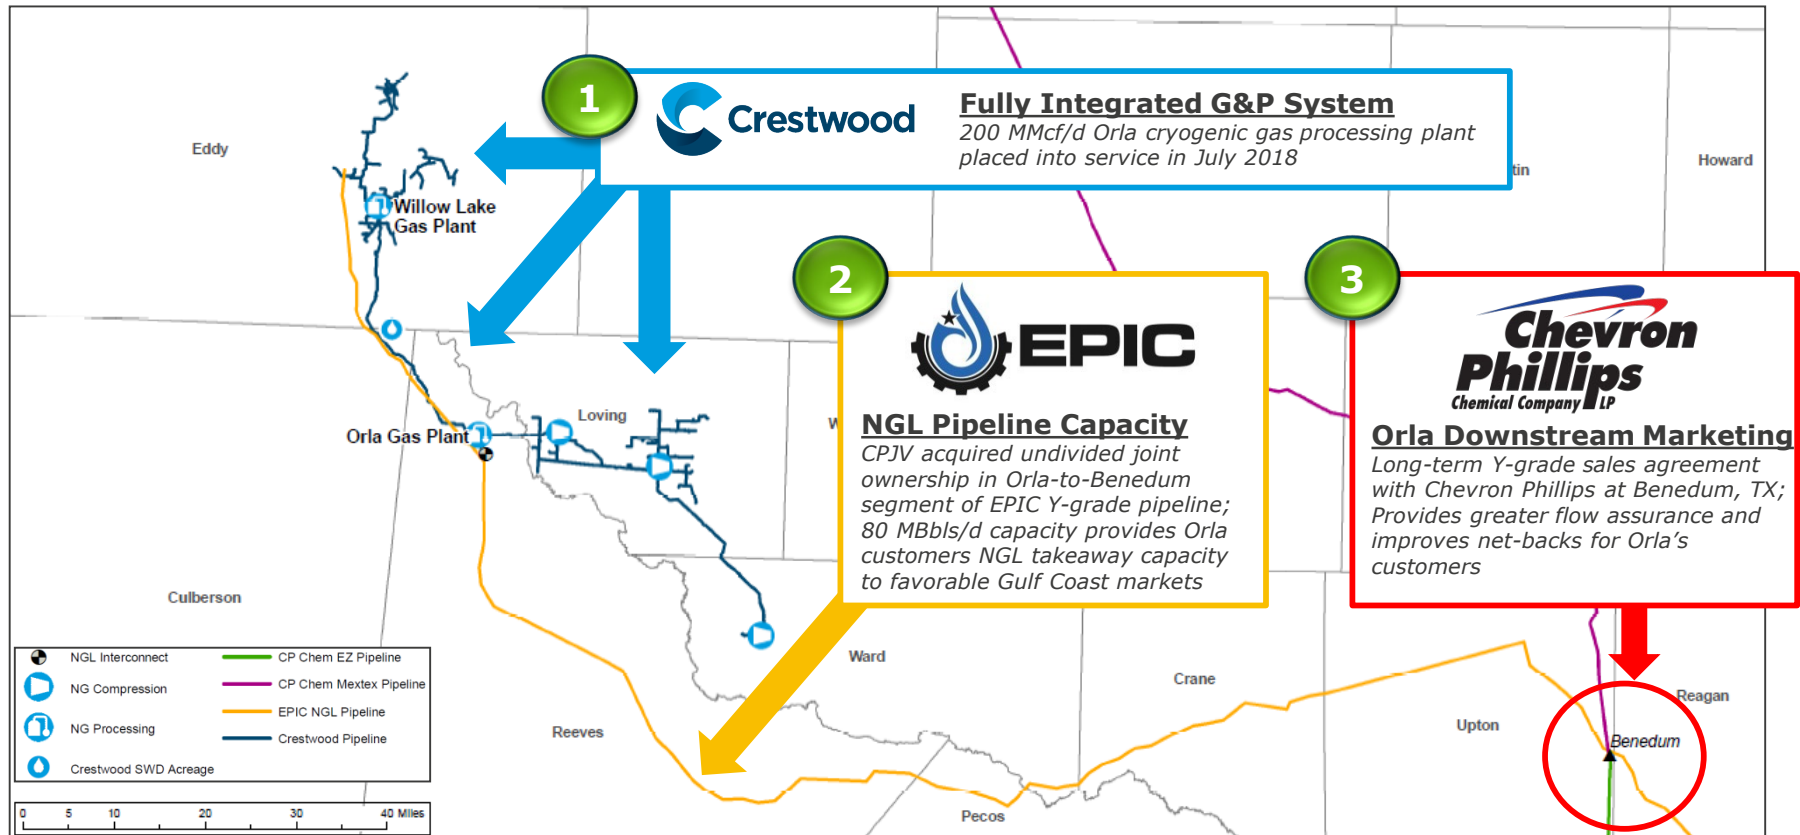 1
Crestwood
Fully Integrated G&P System
200 MMcf/d Orla cryogenic gas processing plant
placed into service in July 2018
Eddy
tin
Howard
Willow Lake
Gas Plant
2
EPIC
NGL Pipeline Capacity
CPJV acquired undivided joint
ownership in Orla-to-Benedum
segment of EPIC Y-grade pipeline;
80 MBbls/d capacity provides Orla
customers NGL takeaway capacity
to favorable Gulf Coast markets
3
Chevron
Phillips
Chemical Company LP
Orla Downstream Marketing
Long-term Y-grade sales agreement
with Chevron Phillips at Benedum, TX;
Provides greater flow assurance and
improves net-backs for Orla's
customers
Loving
W
Orla Gas Plant
Culberson
Ward
Crane
Reagan
Reeves
Upton
Benedum
Pecos
NGL Interconnect
NG Compression
NG Processing
Crestwood SWD Acreage
CP Chem EZ Pipeline
CP Chem Mextex Pipeline
EPIC NGL Pipeline
Crestwood Pipeline
0 5 10 20 30 40 Miles